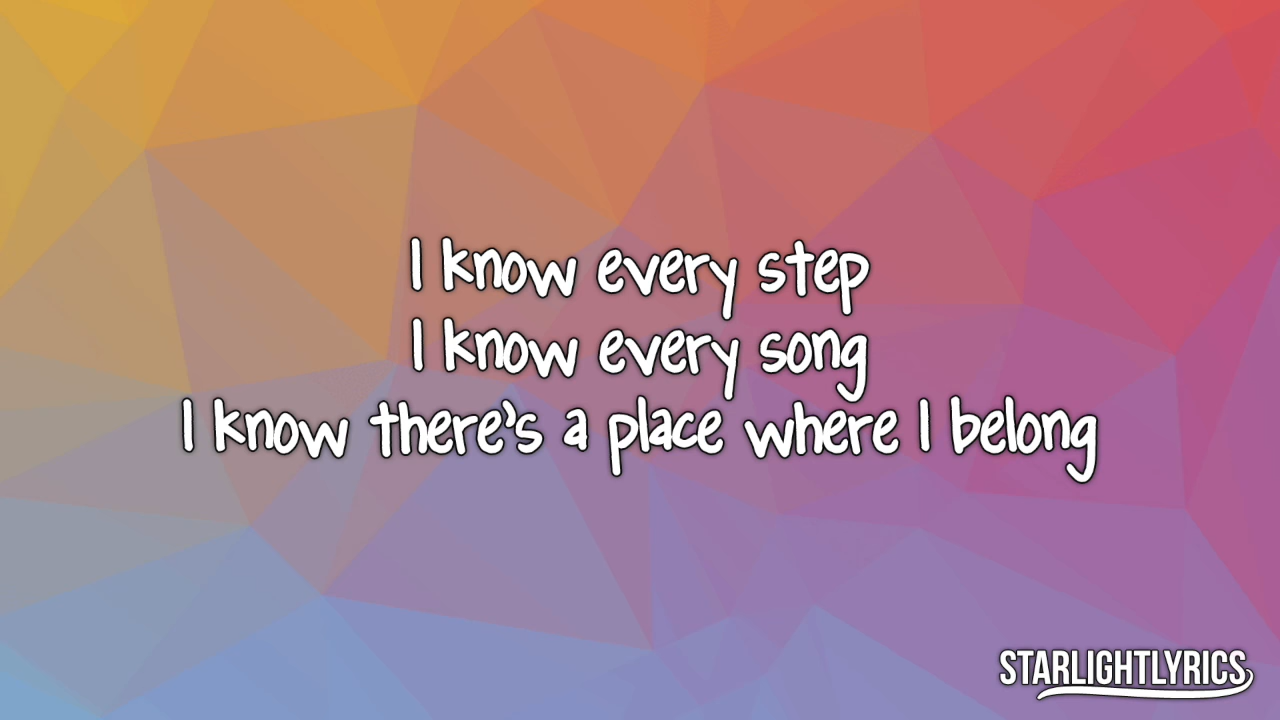 I know every step
I know every song
I know there's a place where I belong
STARLIGHTLYRICS